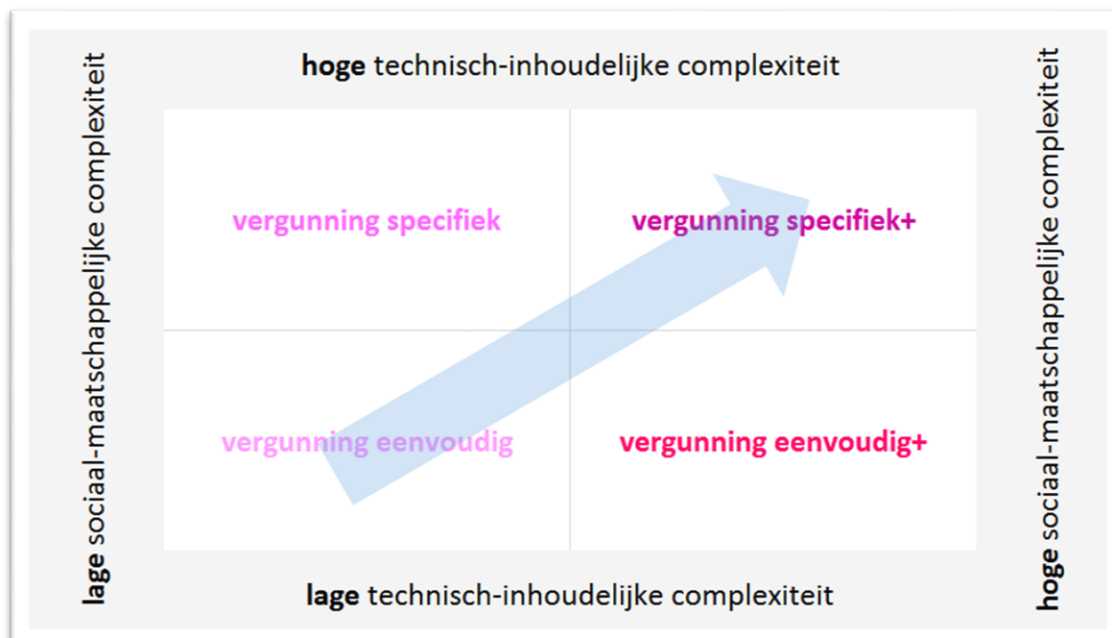 hoge technisch-inhoudelijke complexiteit
lage sociaal-maatschappelijke complexiteit
vergunning specifiek
vergunning specifiek+
hoge sociaal-maatschappelijke complexiteit
vergunning eenvoudig
vergunning eenvoudig+
lage technisch-inhoudelijke complexiteit